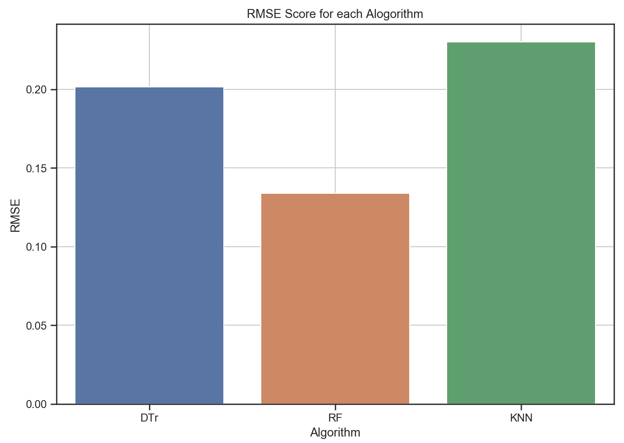 RMSE Score for each Alogorithm
0.20
0.15
0.10
0.05
0.00
RMSE
DTr RF KNN
Algorithm